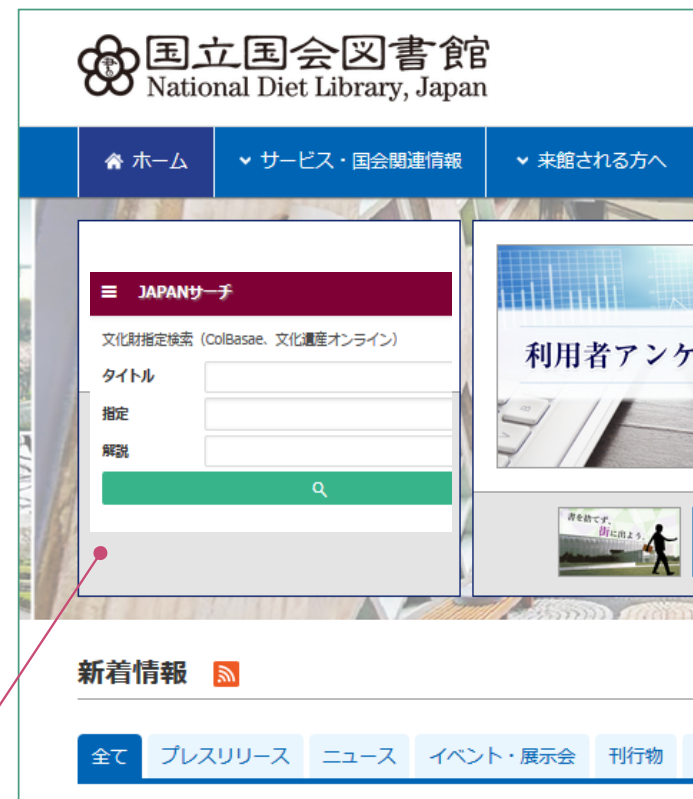 国立国会図書館
National Diet Library, Japan
ホーム
サービス・国会関連情報
来館される方へ
JAPANサーチ
文化財指定検索（ColBasae、文化遺産オンライン）
タイトル
指定
解説
利用者アンケ
書を捨てず、
街に出よう。
新着情報
全て
プレスリリース
ニュース
イベント・展示会
刊行物